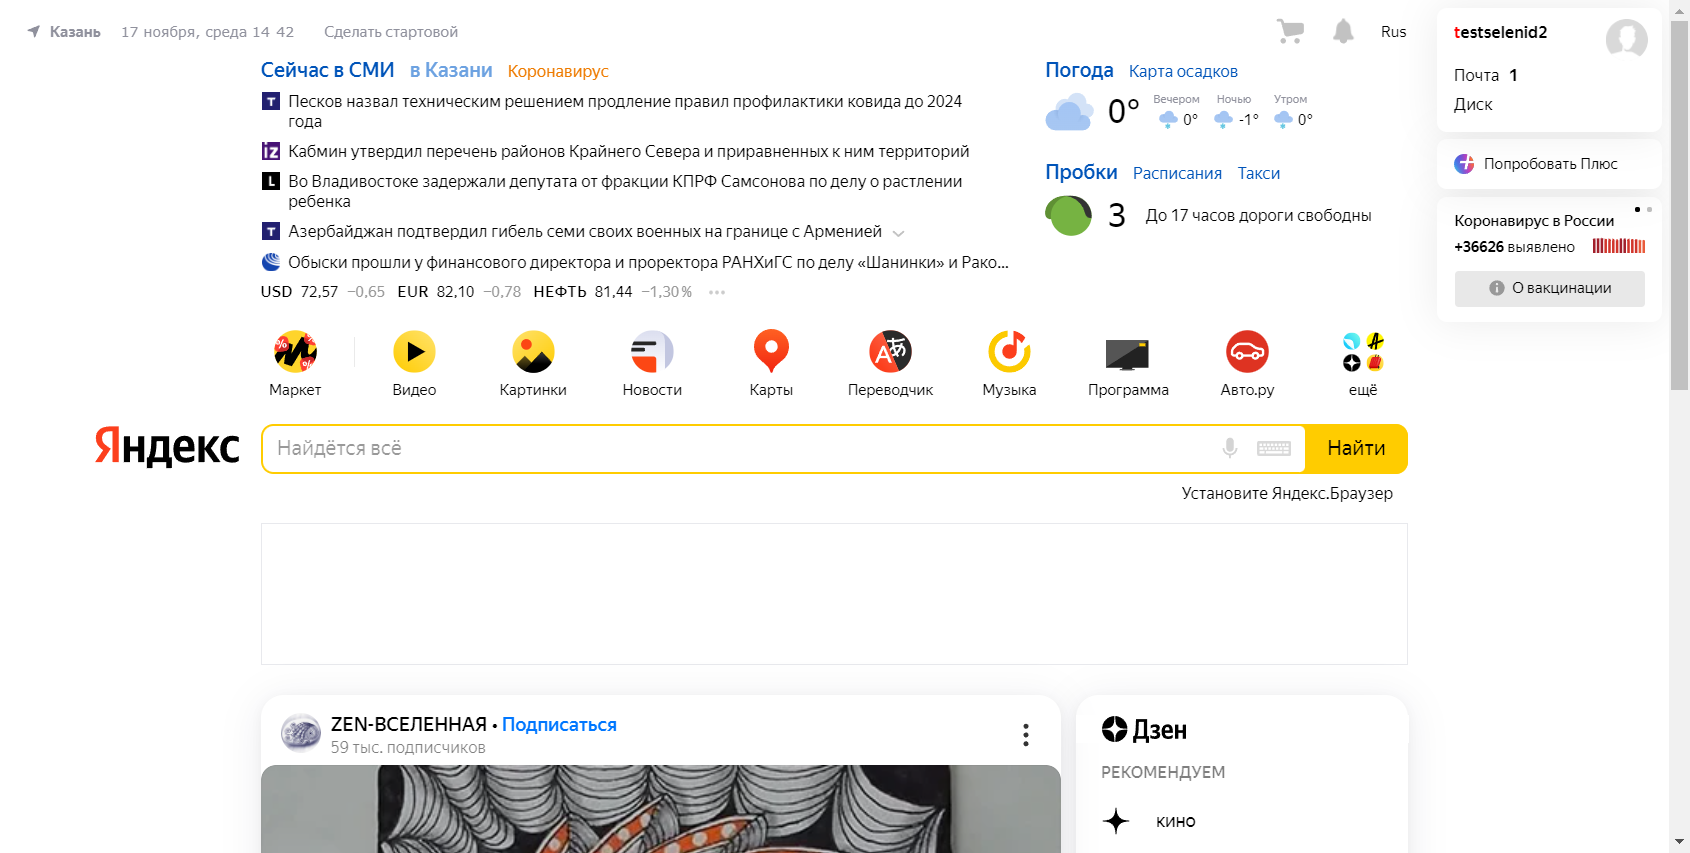 Казань 17 ноября, среда 14 42 Сделать стартовой
Rus
testselenid2
Почта 1
Диск
Попробовать Плюс
Коронавирус в России
+36626 выявлено
О вакцинации
Сейчас в СМИ в Казани Коронавирус
Песков назвал техническим решением продление правил профилактики ковида до 2024
года
Кабмин утвердил перечень районов Крайнего Севера и приравненных к ним территорий
Во Владивостоке задержали депутата от фракции КПРФ Самсонова по делу о растлении
ребенка
Азербайджан подтвердил гибель семи своих военных на границе с Арменией
Обыски прошли у финансового директора и проректора РАНХиГС по делу «Шанинки» и Рако...
USD 72,57 −0,65 EUR 82,10 −0,78 НЕФТЬ 81,44 −1,30%
Погода Карта осадков
0° Вечером 0° Ночью -1° Утром 0°
Пробки Расписания Такси
3 До 17 часов дороги свободны
Маркет Видео Картинки Новости Карты Переводчик Музыка Программа Авто.ру ещё
Яндекс Найдётся всё Найти
Установите Яндекс.Браузер
ZEN-ВСЕЛЕННАЯ • Подписаться
59 тыс. подписчиков
Дзен
РЕКОМЕНДУЕМ
кино